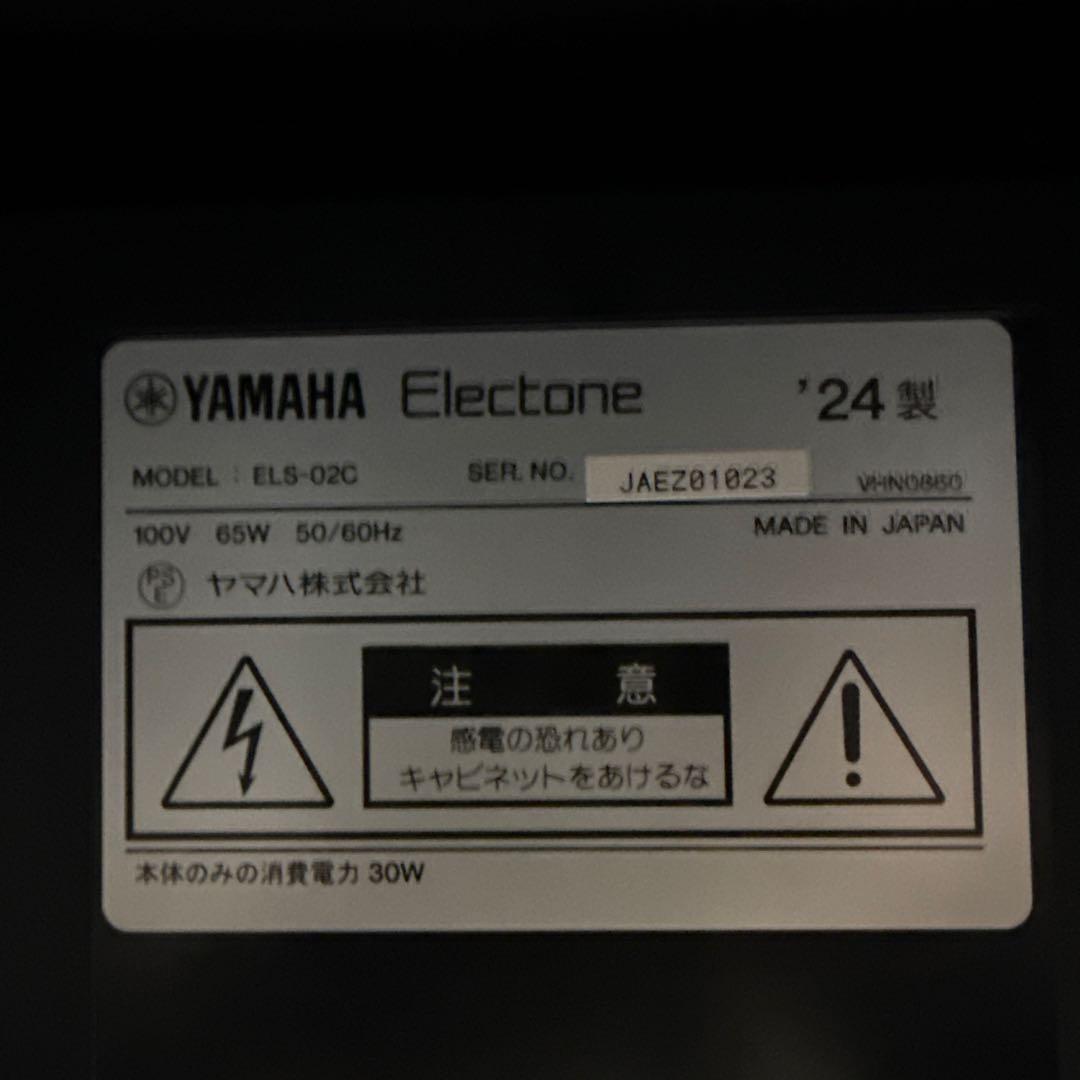 YAMAHA Electone '24 製
MODEL : ELS-02C SER. NO. JAEZ01023
100V 65W 50/60Hz MADE IN JAPAN
PSE ヤマハ株式会社
注 意
感電の恐れあり
キャビネットをあけるな
本体のみの消費電力 30W